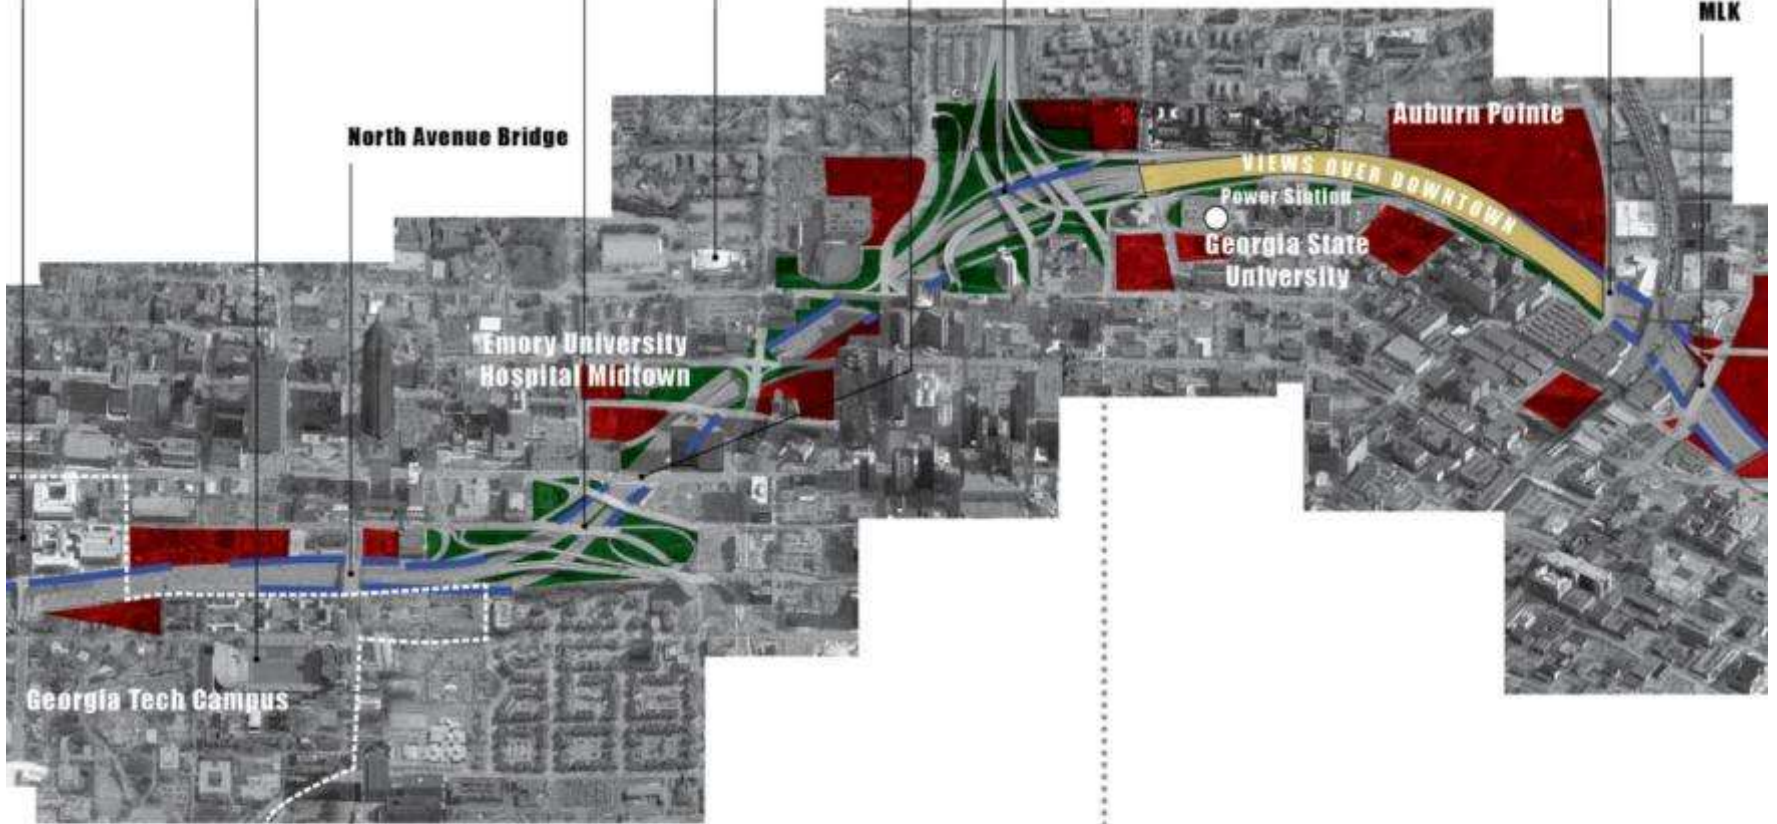 MLK
North Avenue Bridge
Auburn Pointe
VIEWS OVER DOWNTOWN
Power Station
Georgia State
University
Emory University
Hospital Midtown
Georgia Tech Campus